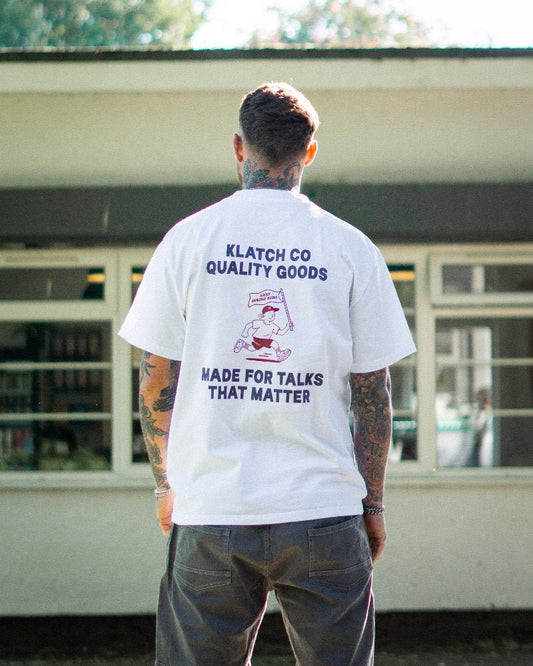 KLATCH CO
QUALITY GOODS
MADE FOR TALKS
THAT MATTER